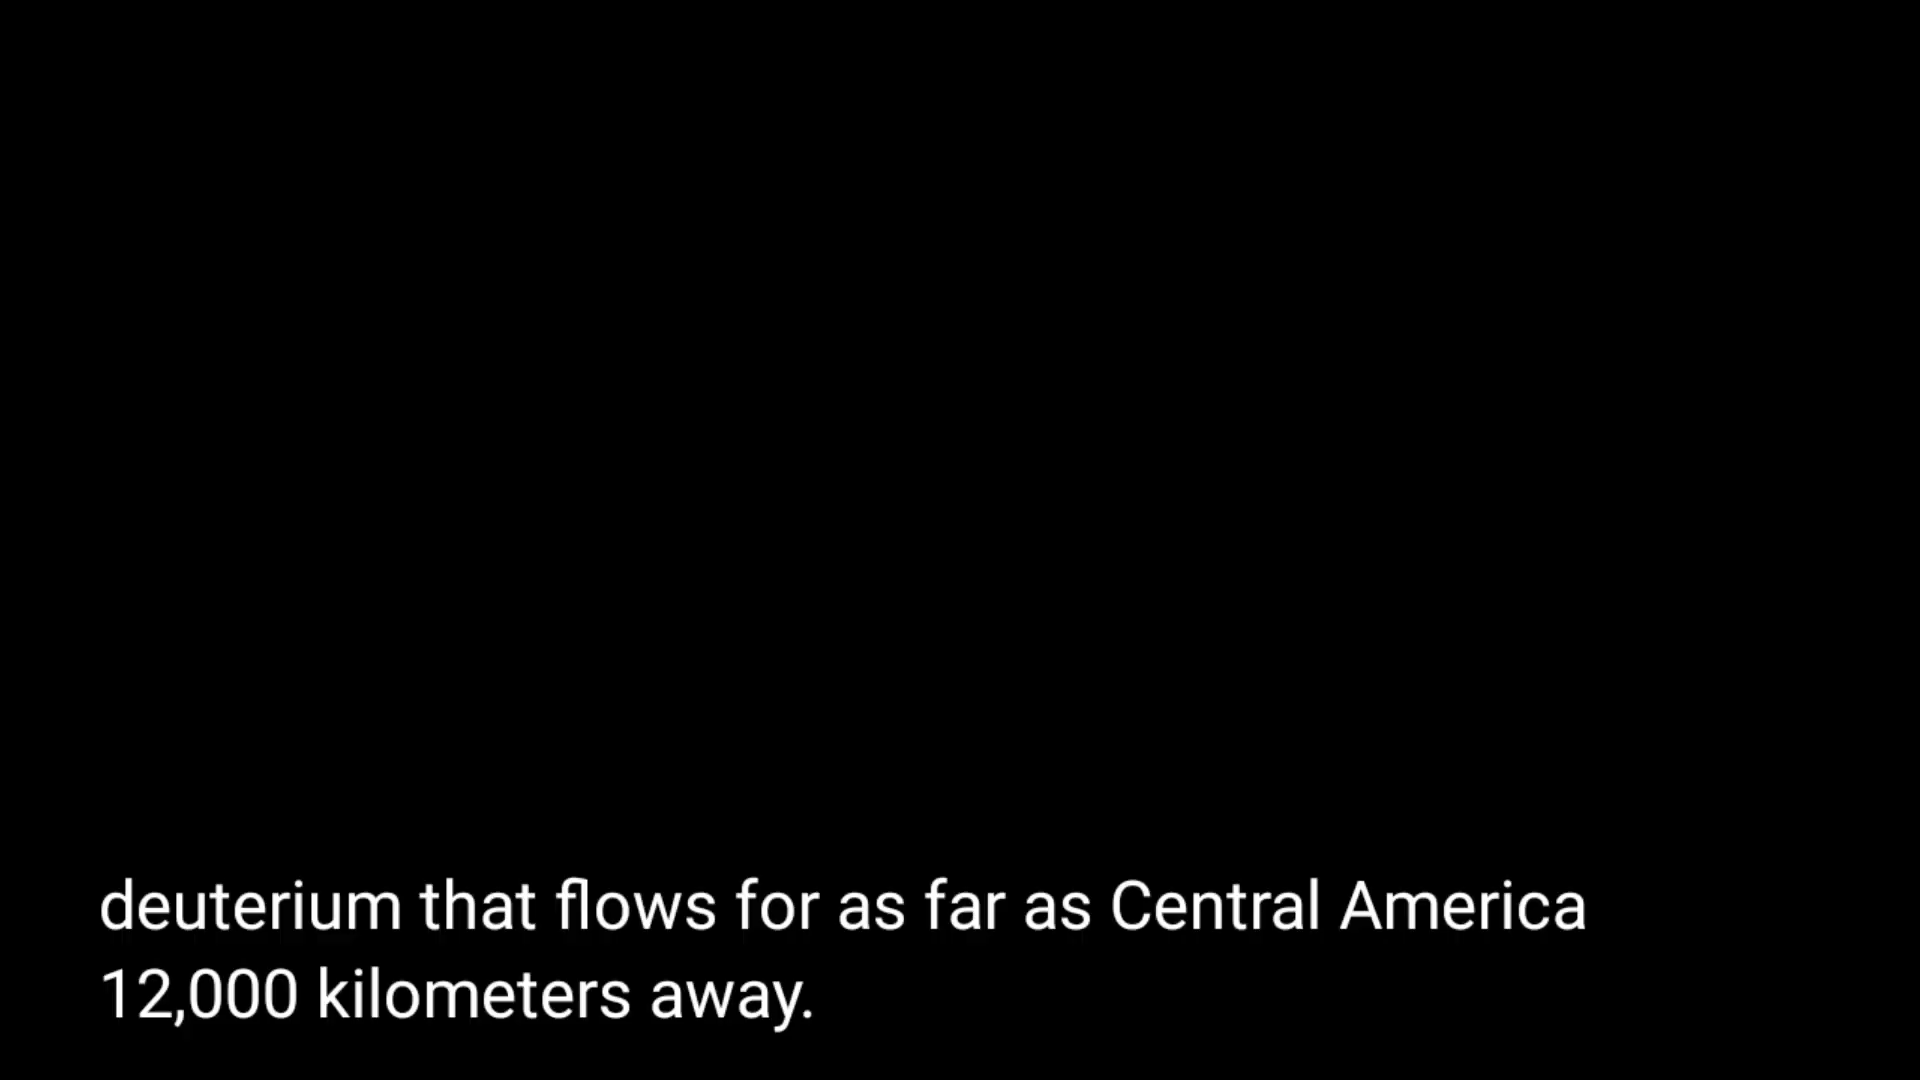 deuterium that flows for as far as Central America
12,000 kilometers away.